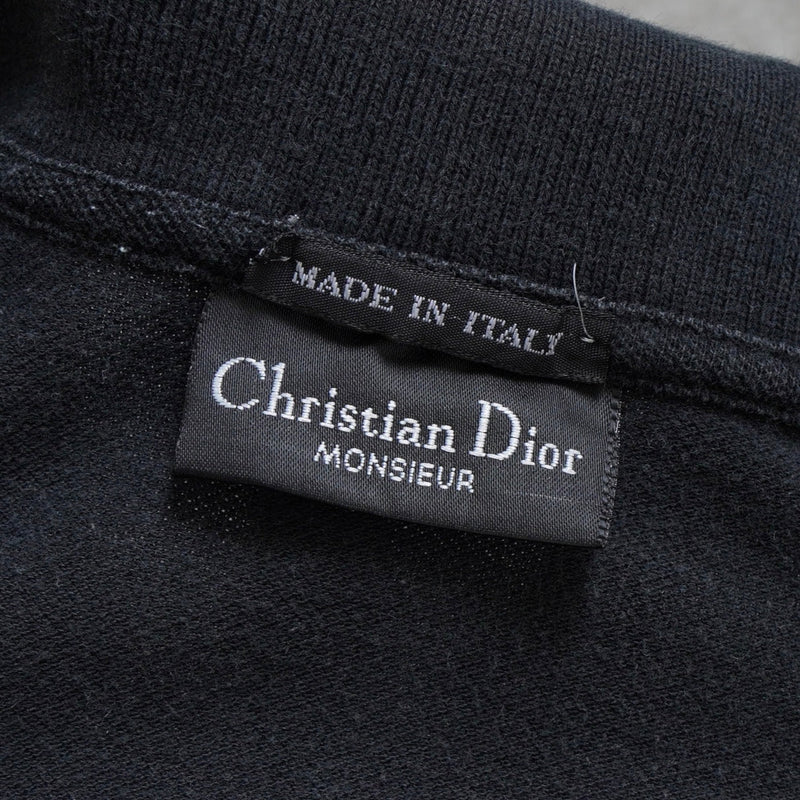 MADE IN ITALY
Christian Dior
MONSIEUR